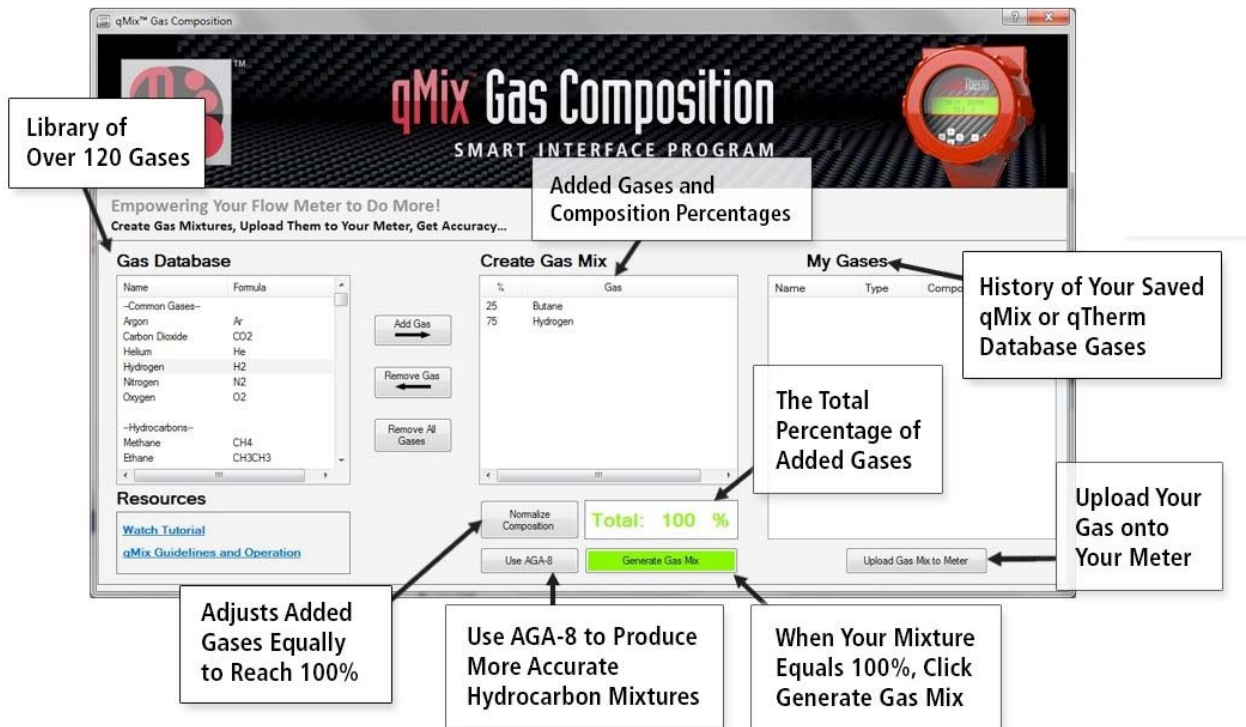 qMix™ Gas Composition
TM
qMix Gas Composition
SMART INTERFACE PROGRAM
Therm
Library of
Over 120 Gases
Added Gases and
Composition Percentages
Empowering Your Flow Meter to Do More!
Create Gas Mixtures, Upload Them to Your Meter, Get Accuracy...
Gas Database
Name Formula
--Common Gases--
Argon Ar
Carbon Dioxide CO2
Helium He
Hydrogen H2
Nitrogen N2
Oxygen O2
--Hydrocarbons--
Methane CH4
Ethane CH3CH3
Add Gas
Remove Gas
Remove All
Gases
Create Gas Mix
% Gas
25 Butane
75 Hydrogen
My Gases
Name Type Compo
History of Your Saved
qMix or qTherm
Database Gases
The Total
Percentage of
Added Gases
Resources
Watch Tutorial
qMix Guidelines and Operation
Normalize
Composition
Total: 100 %
Use AGA-8
Generate Gas Mix
Upload Gas Mix to Meter
Upload Your
Gas onto
Your Meter
Adjusts Added
Gases Equally
to Reach 100%
Use AGA-8 to Produce
More Accurate
Hydrocarbon Mixtures
When Your Mixture
Equals 100%, Click
Generate Gas Mix